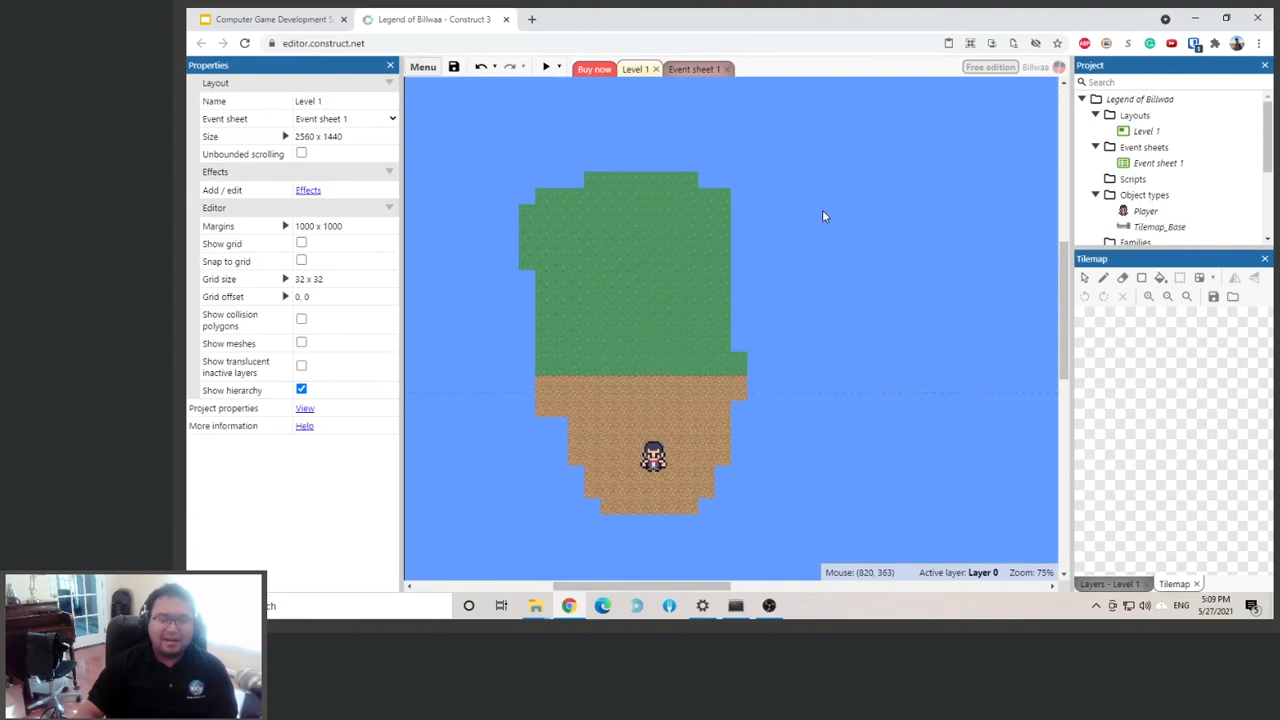 Computer Game Development S
Legend of Billwaa - Construct 3
editor.construct.net
Properties
Menu
Buy now
Level 1
Event sheet 1
Free edition
Billwaa
Project
Layout
Name
Level 1
Event sheet
Event sheet 1
Size
2560 x 1440
Unbounded scrolling
Effects
Add / edit
Effects
Editor
Margins
1000 x 1000
Show grid
Snap to grid
Grid size
32 x 32
Grid offset
0, 0
Show collision
polygons
Show meshes
Show translucent
inactive layers
Show hierarchy
Project properties
View
More information
Help
Search
Legend of Billwaa
Layouts
Level 1
Event sheets
Event sheet 1
Scripts
Object types
Player
Tilemap_Base
Families
Tilemap
Mouse: (820, 363)
Active layer: Layer 0
Zoom: 75%
Layers - Level 1
Tilemap
ch
ENG
5:09 PM
5/27/2021